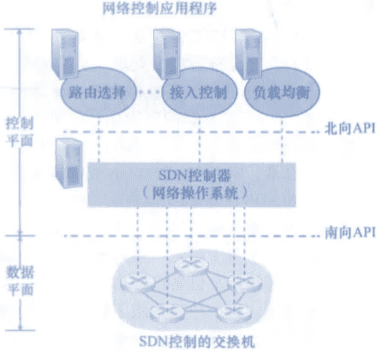 网络控制应用程序
路由选择
接入控制
负载均衡
控制
平面
北向API
SDN控制器
（网络操作系统）
南向API
数据
平面
SDN控制的交换机